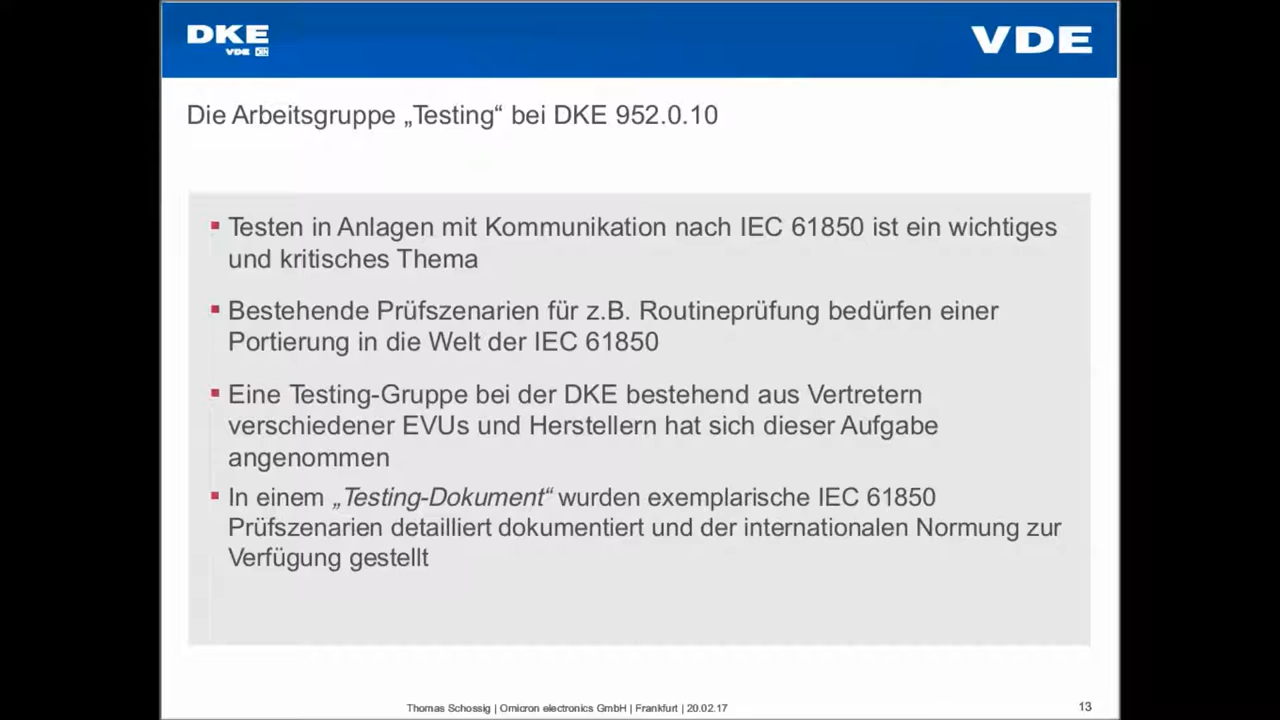 DKE
VDE DIN
VDE
Die Arbeitsgruppe „Testing“ bei DKE 952.0.10
▪ Testen in Anlagen mit Kommunikation nach IEC 61850 ist ein wichtiges
und kritisches Thema
▪ Bestehende Prüfszenarien für z.B. Routineprüfung bedürfen einer
Portierung in die Welt der IEC 61850
▪ Eine Testing-Gruppe bei der DKE bestehend aus Vertretern
verschiedener EVUs und Herstellern hat sich dieser Aufgabe
angenommen
▪ In einem „Testing-Dokument“ wurden exemplarische IEC 61850
Prüfszenarien detailliert dokumentiert und der internationalen Normung zur
Verfügung gestellt
Thomas Schossig | Omicron electronics GmbH | Frankfurt | 20.02.17
13